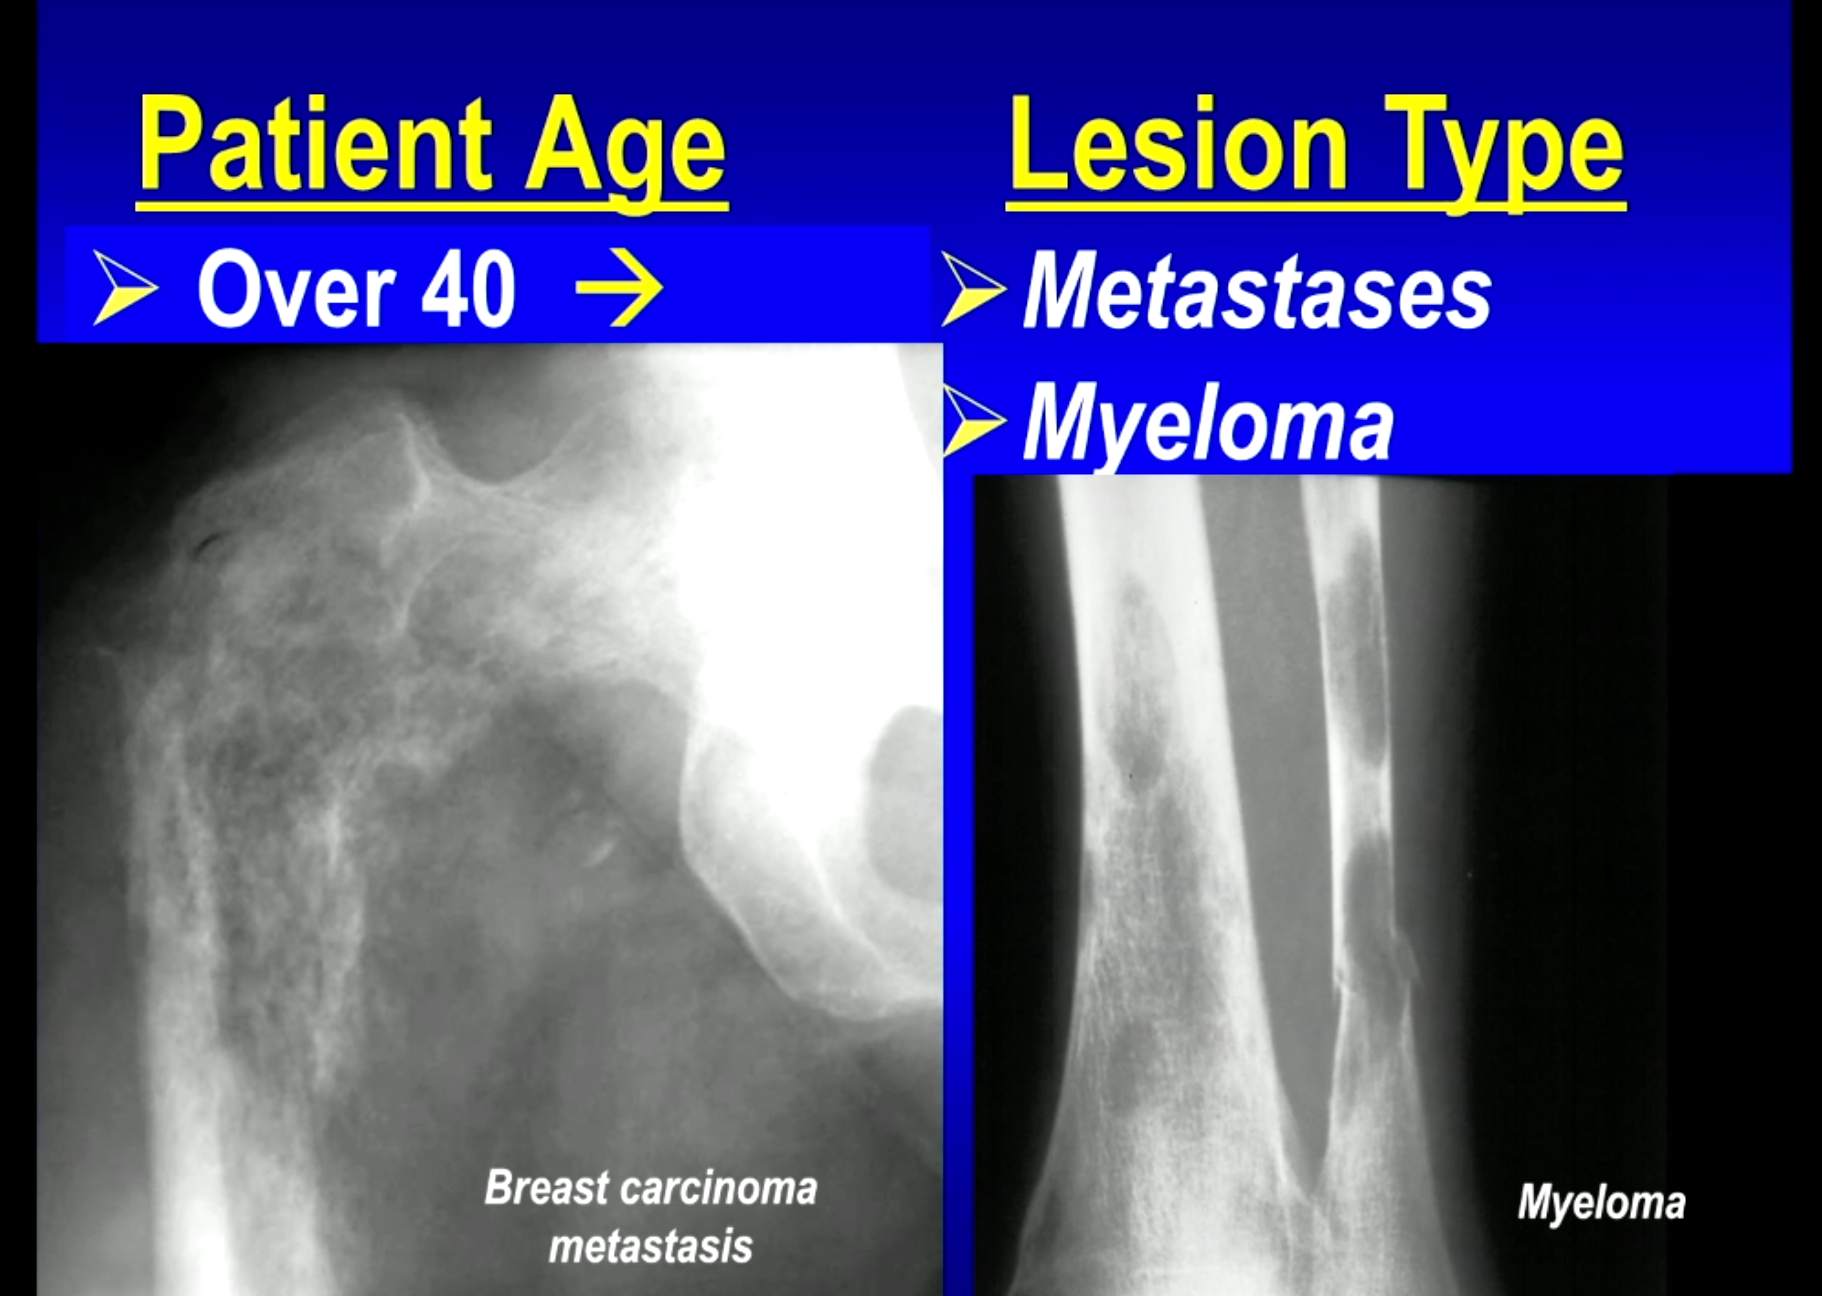 Patient Age
Lesion Type
Over 40 →
Metastases
Myeloma
Breast carcinoma
metastasis
Myeloma